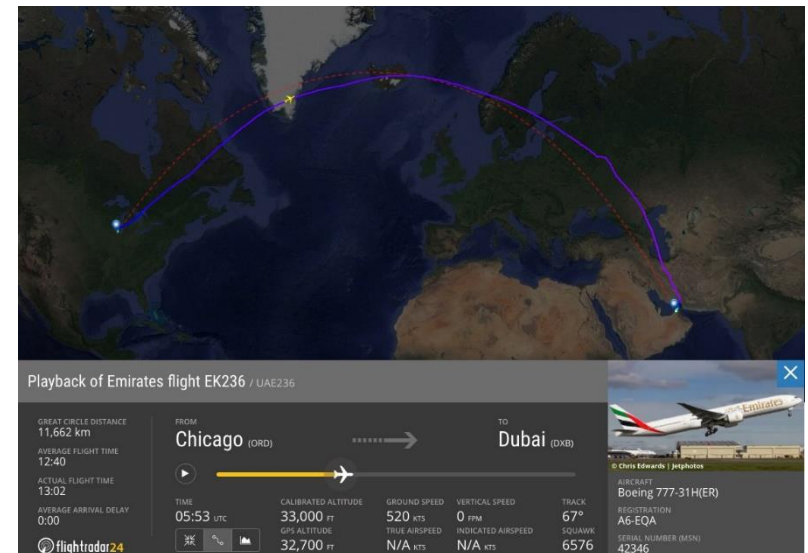 Playback of Emirates flight EK236 / UAE236
GREAT CIRCLE DISTANCE
11,662 km
AVERAGE FLIGHT TIME
12:40
ACTUAL FLIGHT TIME
13:02
AVERAGE ARRIVAL DELAY
0:00
flightradar24
FROM
Chicago (ORD)
TO
Dubai (DXB)
TIME
05:53 UTC
CALIBRATED ALTITUDE
33,000 FT
GPS ALTITUDE
32,700 FT
GROUND SPEED
520 KTS
TRUE AIRSPEED
N/A KTS
VERTICAL SPEED
0 FPM
INDICATED AIRSPEED
N/A KTS
TRACK
67°
SQUAWK
6576
Emirates
© Chris Edwards | Jetphotos
AIRCRAFT
Boeing 777-31H(ER)
REGISTRATION
A6-EQA
SERIAL NUMBER (MSN)
42346